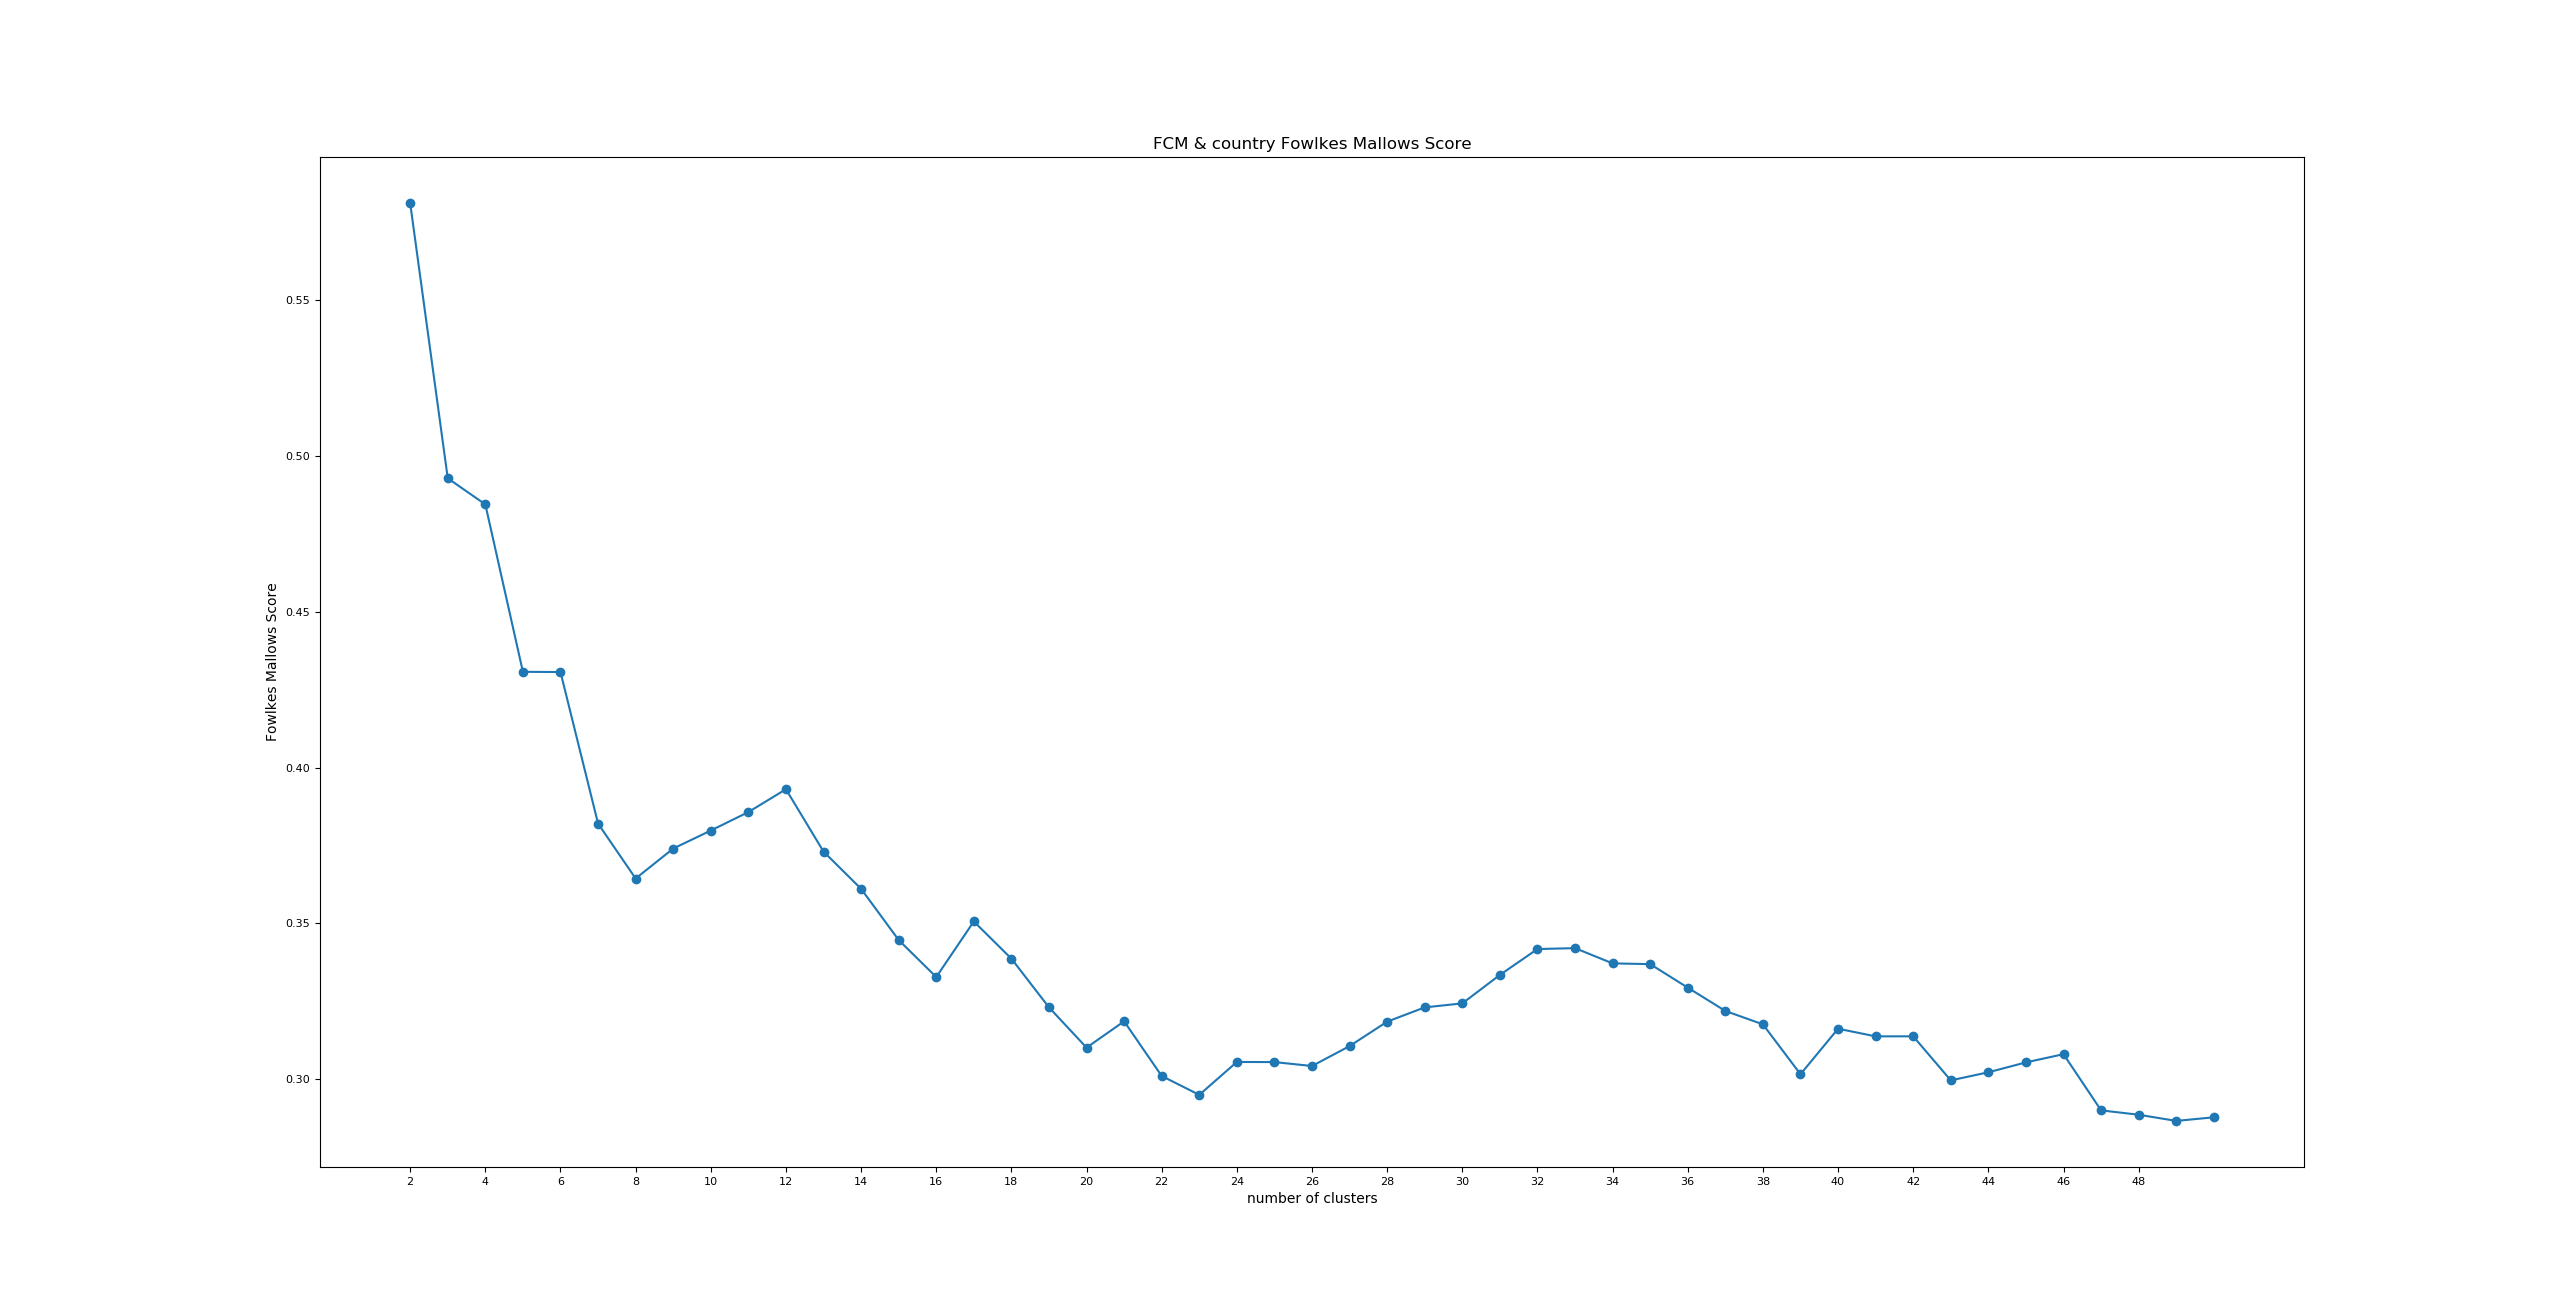 FCM & country Fowlkes Mallows Score
Fowlkes Mallows Score
0.55
0.50
0.45
0.40
0.35
0.30
2 4 6 8 10 12 14 16 18 20 22 24 26 28 30 32 34 36 38 40 42 44 46 48
number of clusters